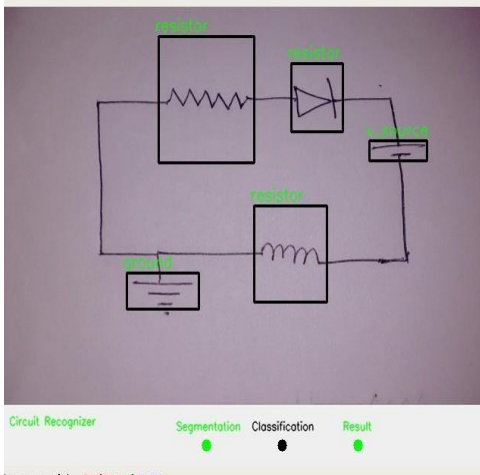 resistor
resistor
v_source
resistor
ground
Circuit Recognizer
Segmentation Classification Result